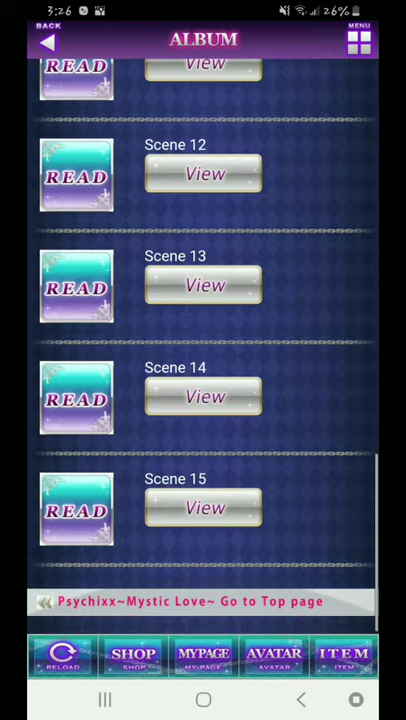 3:26
26%
BACK
ALBUM
MENU
READ
View
Scene 12
READ
View
Scene 13
READ
View
Scene 14
READ
View
Scene 15
READ
View
Psychixx~Mystic Love~ Go to Top page
RELOAD
SHOP
SHOP
MYPAGE
MY PAGE
AVATAR
AVATAR
ITEM
ITEM